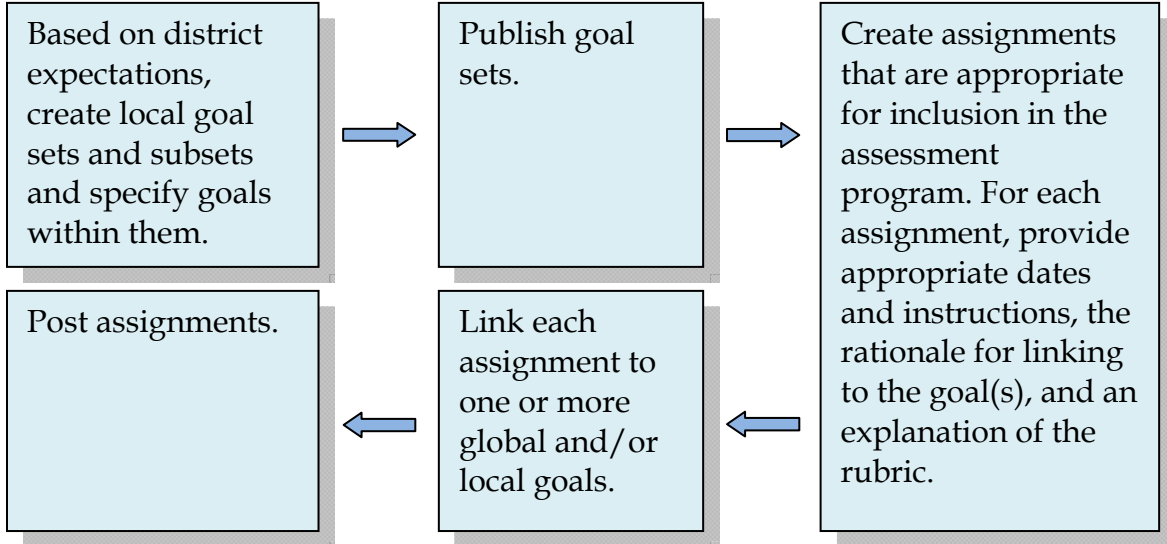 Based on district
expectations,
create local goal
sets and subsets
and specify goals
within them.
Publish goal
sets.
Create assignments
that are appropriate
for inclusion in the
assessment
program. For each
assignment, provide
appropriate dates
and instructions, the
rationale for linking
to the goal(s), and an
explanation of the
rubric.
Link each
assignment to
one or more
global and/or
local goals.
Post assignments.